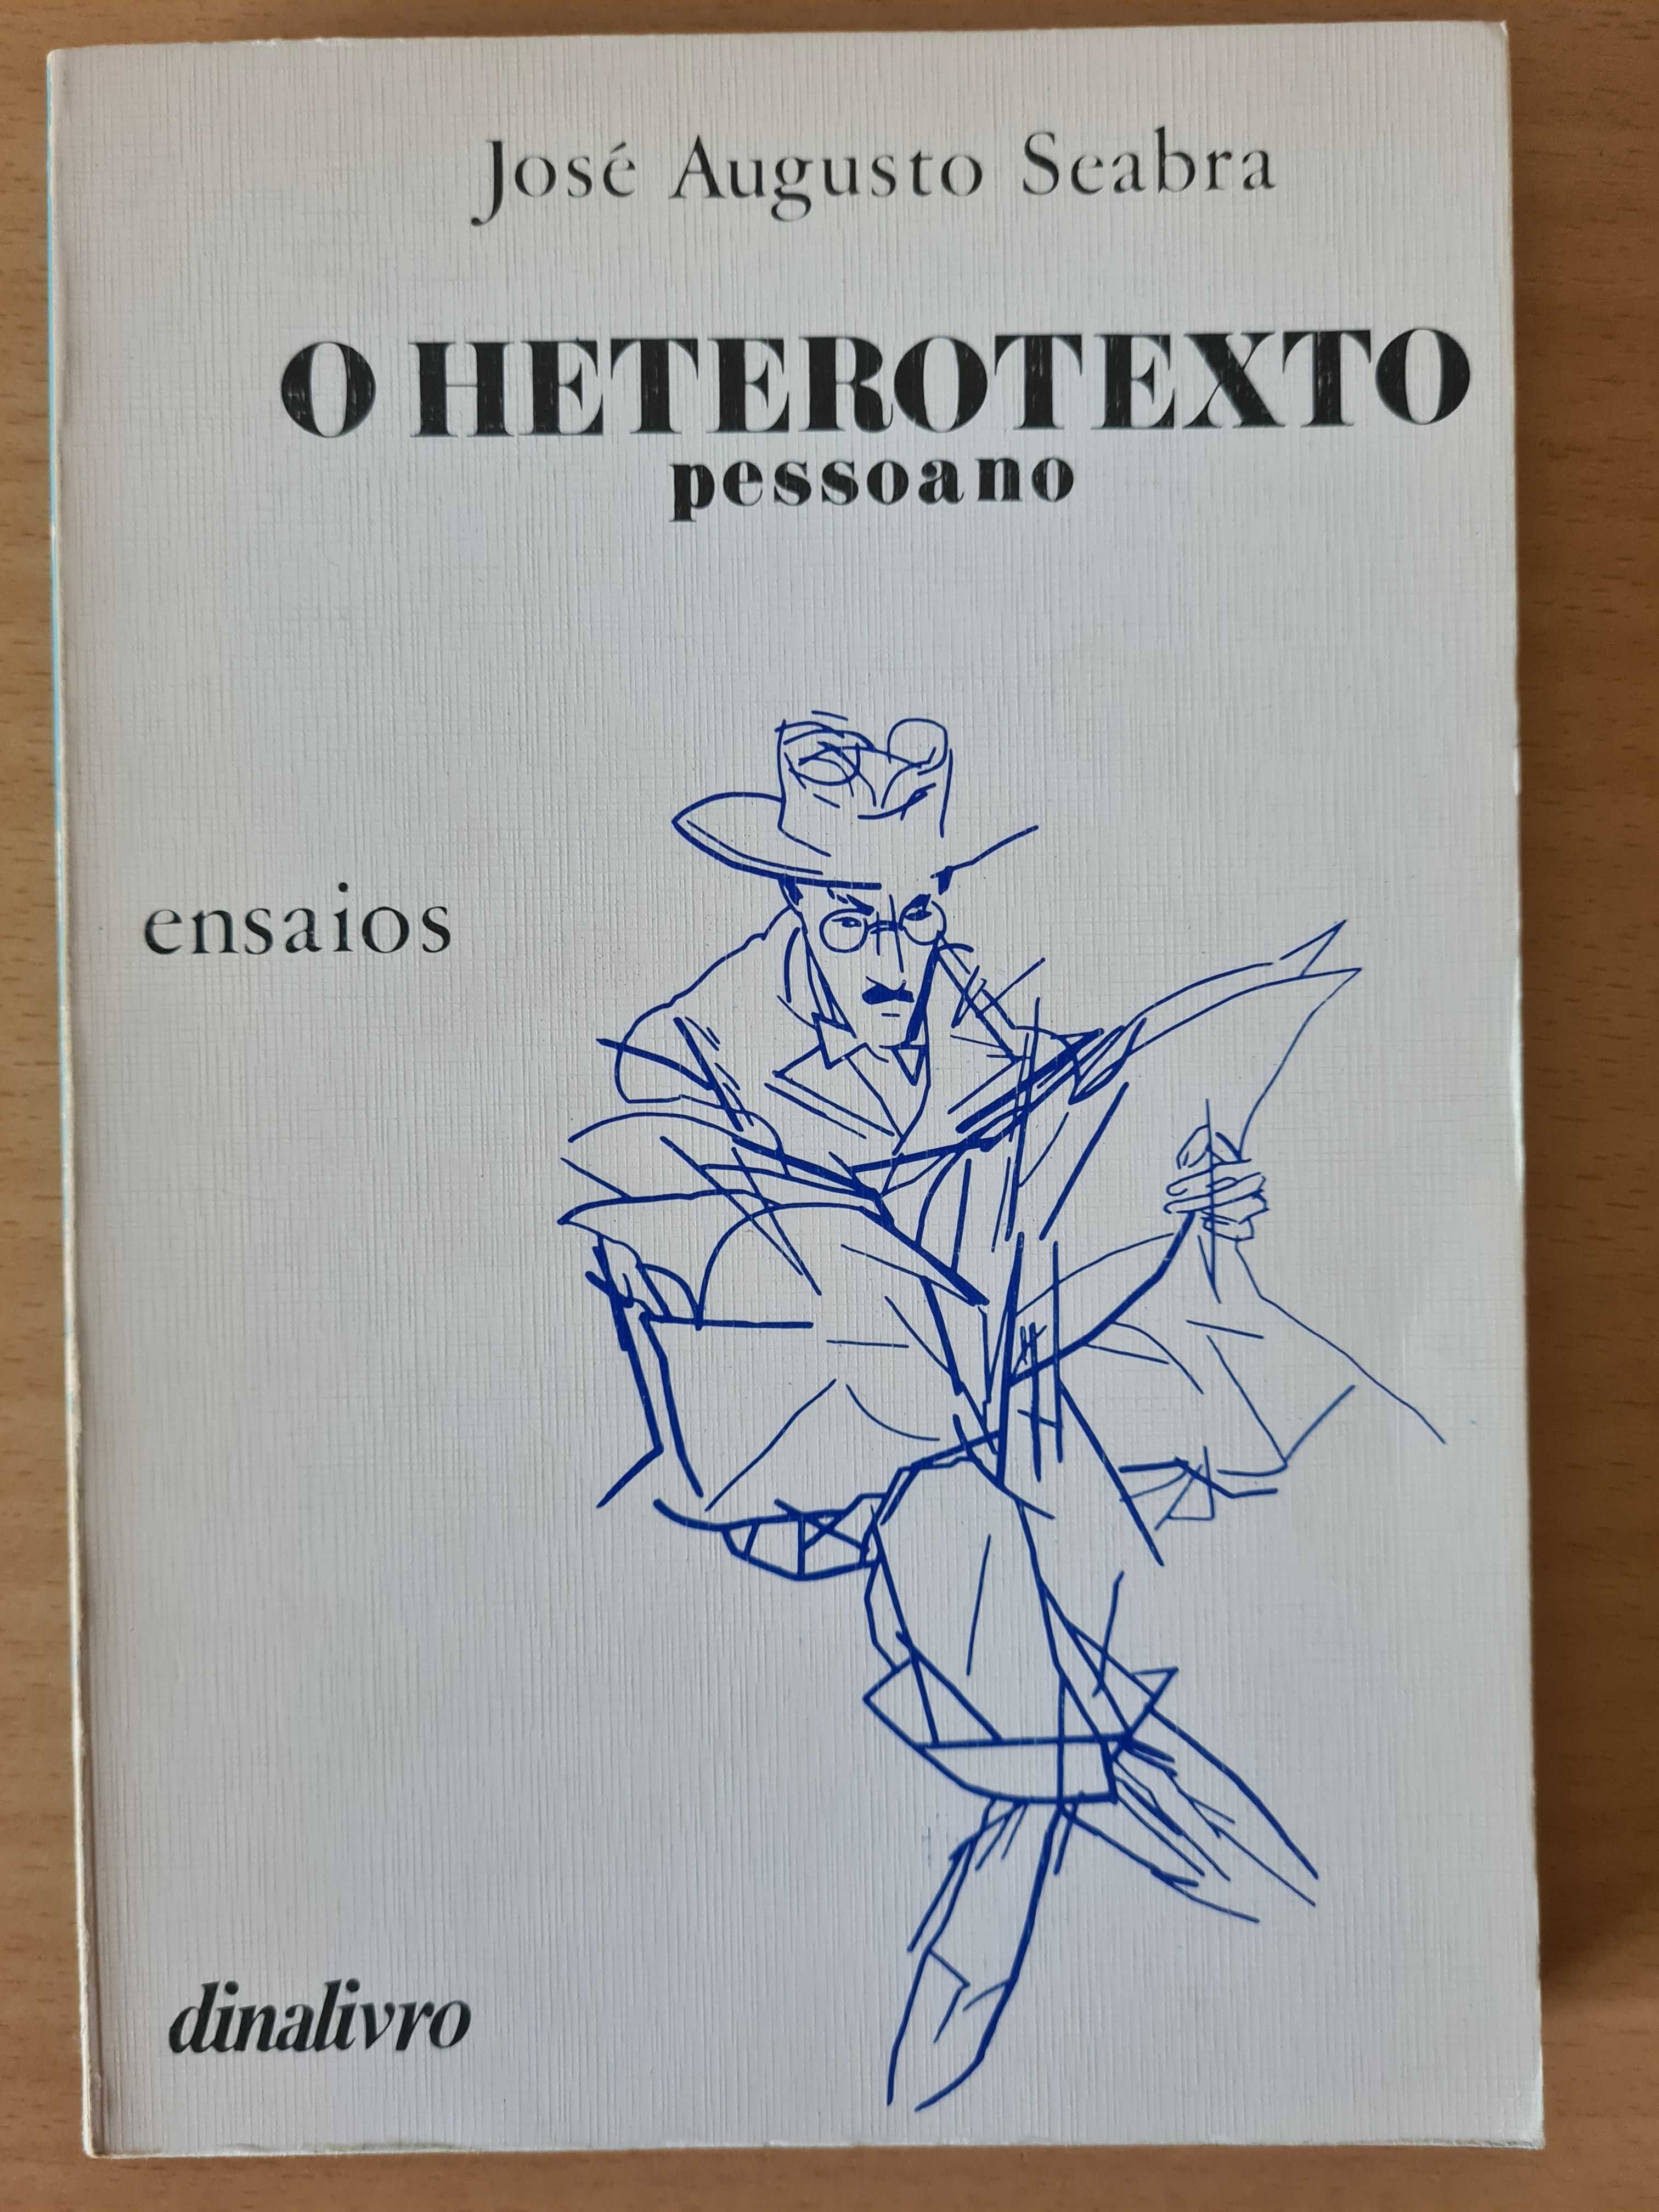 José Augusto Seabra
O HETEROTEXTO
pessoano
ensaios
dinalivro